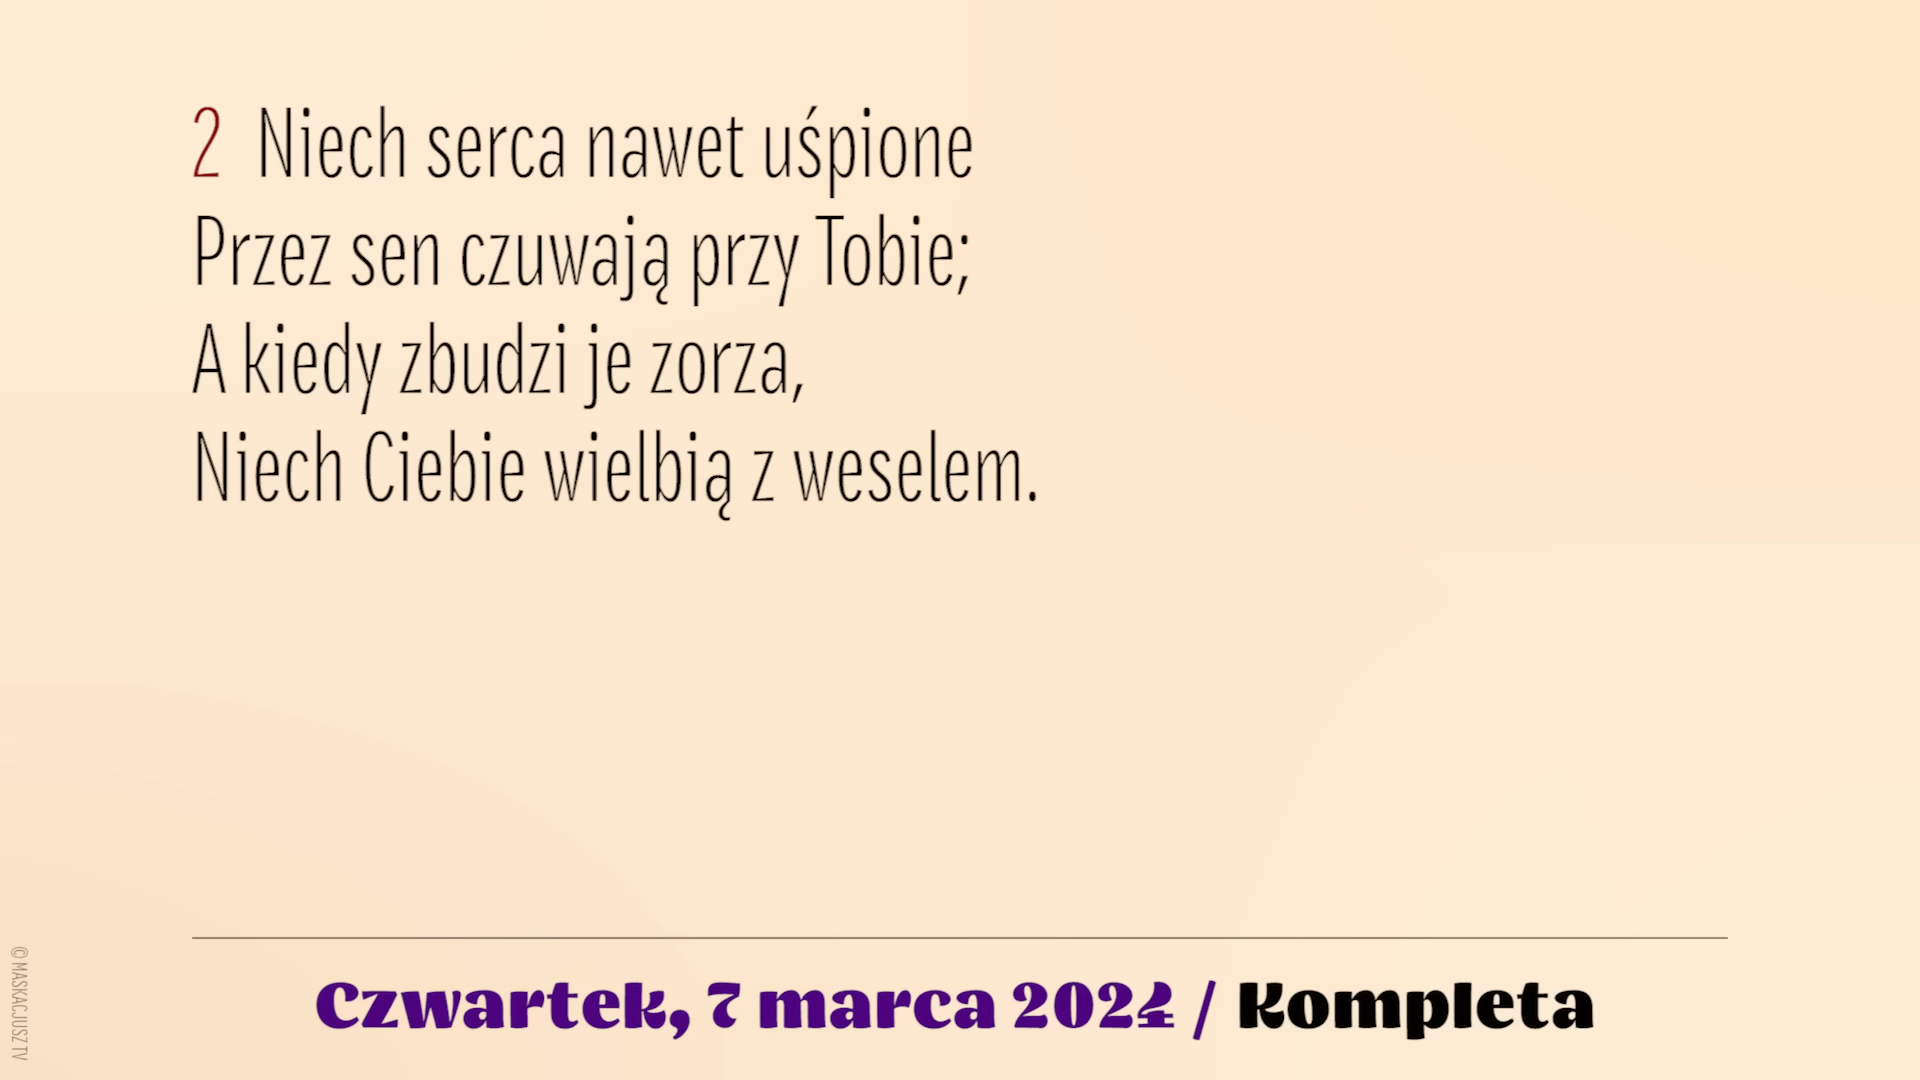 2 Niech serca nawet uśpione
Przez sen czuwają przy Tobie;
A kiedy zbudzi je zorza,
Niech Ciebie wielbią z weselem.
Czwartek, 7 marca 2024 / Kompleta
© MASKACJUSZ TV